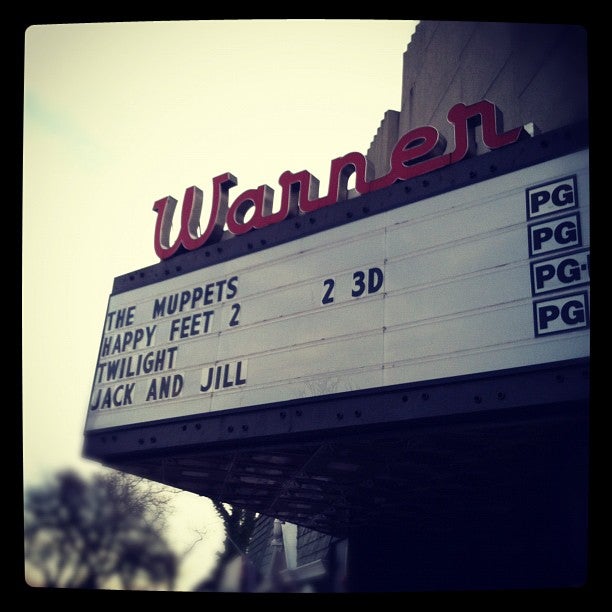 Warner
THE MUPPETS PG
HAPPY FEET 2 2 3D PG
TWILIGHT PG-
JACK AND JILL PG